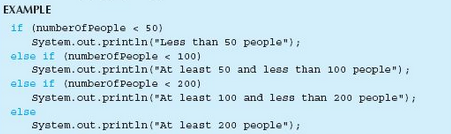 EXAMPLE
if (numberOfPeople < 50)
System.out.println("Less than 50 people");
else if (numberOfPeople < 100)
System.out.println("At least 50 and less than 100 people");
else if (numberOfPeople < 200)
System.out.println("At least 100 and less than 200 people");
else
System.out.println("At least 200 people");